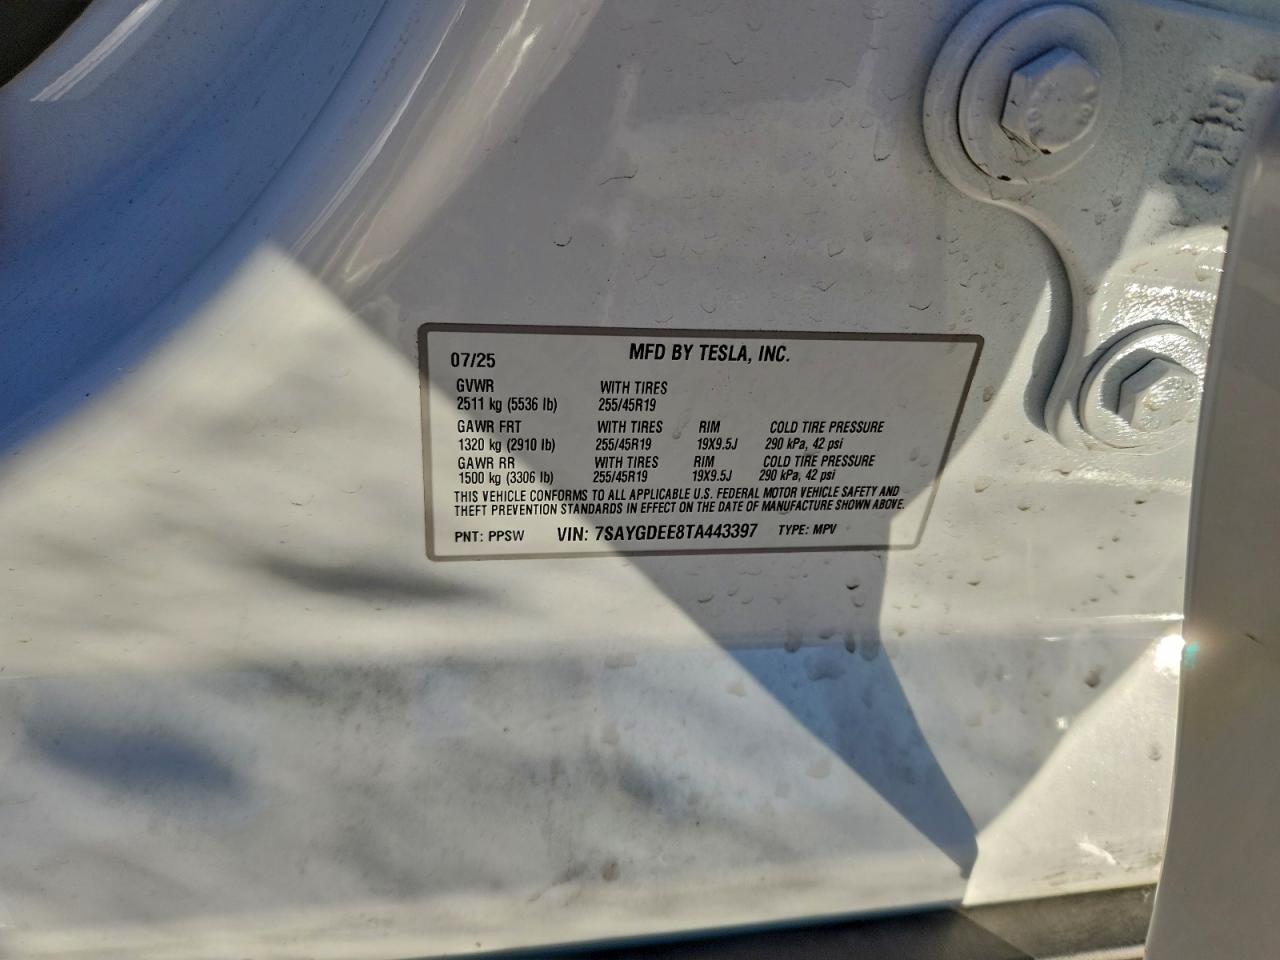 07/25 MFD BY TESLA, INC.
GVWR WITH TIRES
2511 kg (5536 lb) 255/45R19
GAWR FRT WITH TIRES RIM COLD TIRE PRESSURE
1320 kg (2910 lb) 255/45R19 19X9.5J 290 kPa, 42 psi
GAWR RR WITH TIRES RIM COLD TIRE PRESSURE
1500 kg (3306 lb) 255/45R19 19X9.5J 290 kPa, 42 psi
THIS VEHICLE CONFORMS TO ALL APPLICABLE U.S. FEDERAL MOTOR VEHICLE SAFETY AND
THEFT PREVENTION STANDARDS IN EFFECT ON THE DATE OF MANUFACTURE SHOWN ABOVE.
PNT: PPSW VIN: 7SAYGDEE8TA443397 TYPE: MPV